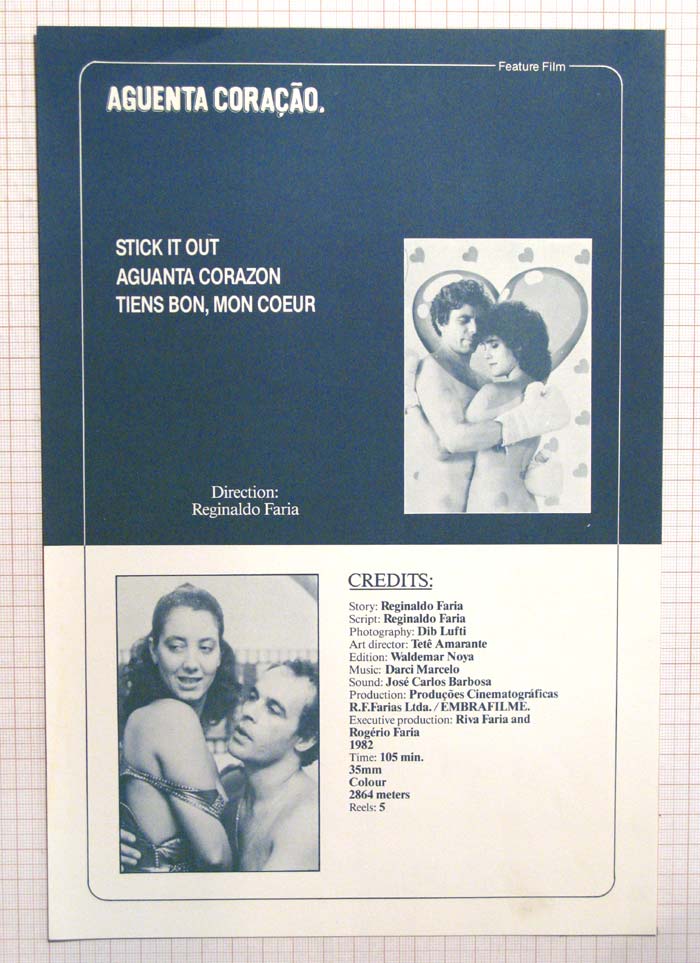 Feature Film
AGUENTA CORAÇÃO.
STICK IT OUT
AGUANTA CORAZON
TIENS BON, MON COEUR
Direction:
Reginaldo Faria
CREDITS:
Story: Reginaldo Faria
Script: Reginaldo Faria
Photography: Dib Lufti
Art director: Tetê Amarante
Edition: Waldemar Noya
Music: Darci Marcelo
Sound: José Carlos Barbosa
Production: Produções Cinematográficas
R.F.Farias Ltda. / EMBRAFILME.
Executive production: Riva Faria and
Rogério Faria
1982
Time: 105 min.
35mm
Colour
2864 meters
Reels: 5